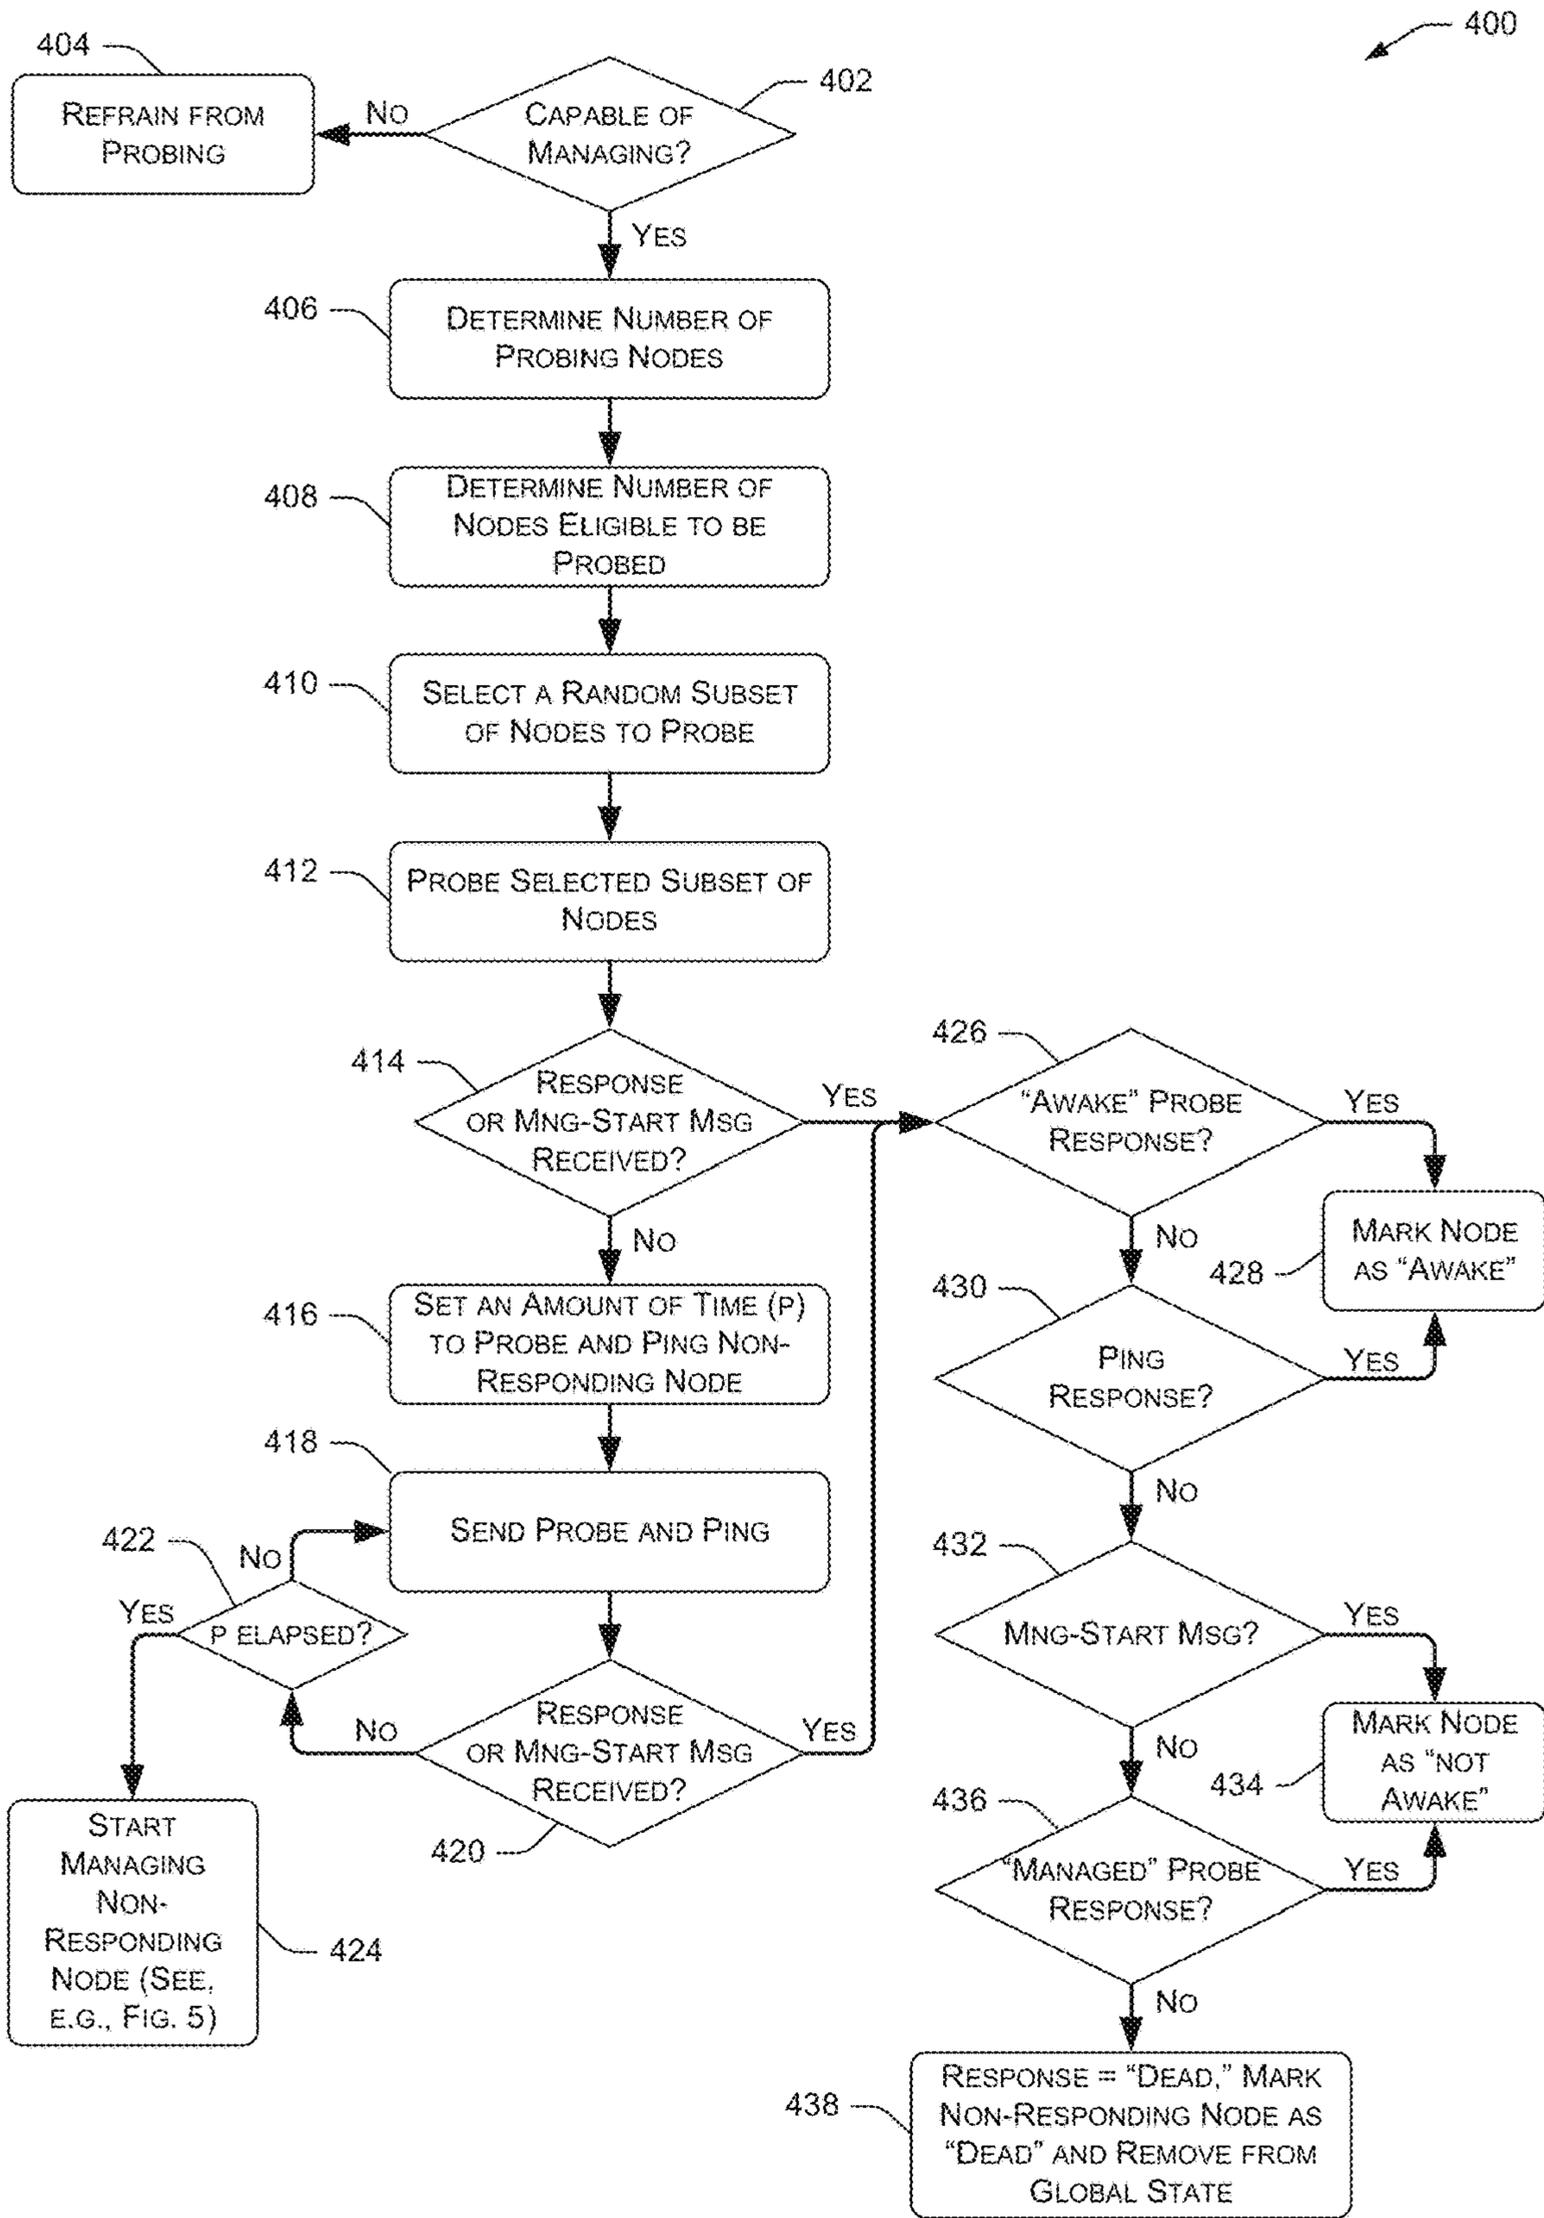 400
404
REFRAIN FROM
PROBING
NO
402
CAPABLE OF
MANAGING?
YES
406
DETERMINE NUMBER OF
PROBING NODES
408
DETERMINE NUMBER OF
NODES ELIGIBLE TO BE
PROBED
410
SELECT A RANDOM SUBSET
OF NODES TO PROBE
412
PROBE SELECTED SUBSET OF
NODES
414
RESPONSE
OR MNG-START MSG
RECEIVED?
YES
NO
416
SET AN AMOUNT OF TIME (P)
TO PROBE AND PING NON-
RESPONDING NODE
418
SEND PROBE AND PING
422
NO
YES
P ELAPSED?
NO
RESPONSE
OR MNG-START MSG
RECEIVED?
YES
420
START
MANAGING
NON-
RESPONDING
NODE (SEE,
E.G., FIG. 5)
424
426
"AWAKE" PROBE
RESPONSE?
YES
NO
428
MARK NODE
AS "AWAKE"
430
PING
RESPONSE?
YES
NO
432
MNG-START MSG?
YES
NO
434
MARK NODE
AS "NOT
AWAKE"
436
"MANAGED" PROBE
RESPONSE?
YES
NO
438
RESPONSE = "DEAD," MARK
NON-RESPONDING NODE AS
"DEAD" AND REMOVE FROM
GLOBAL STATE